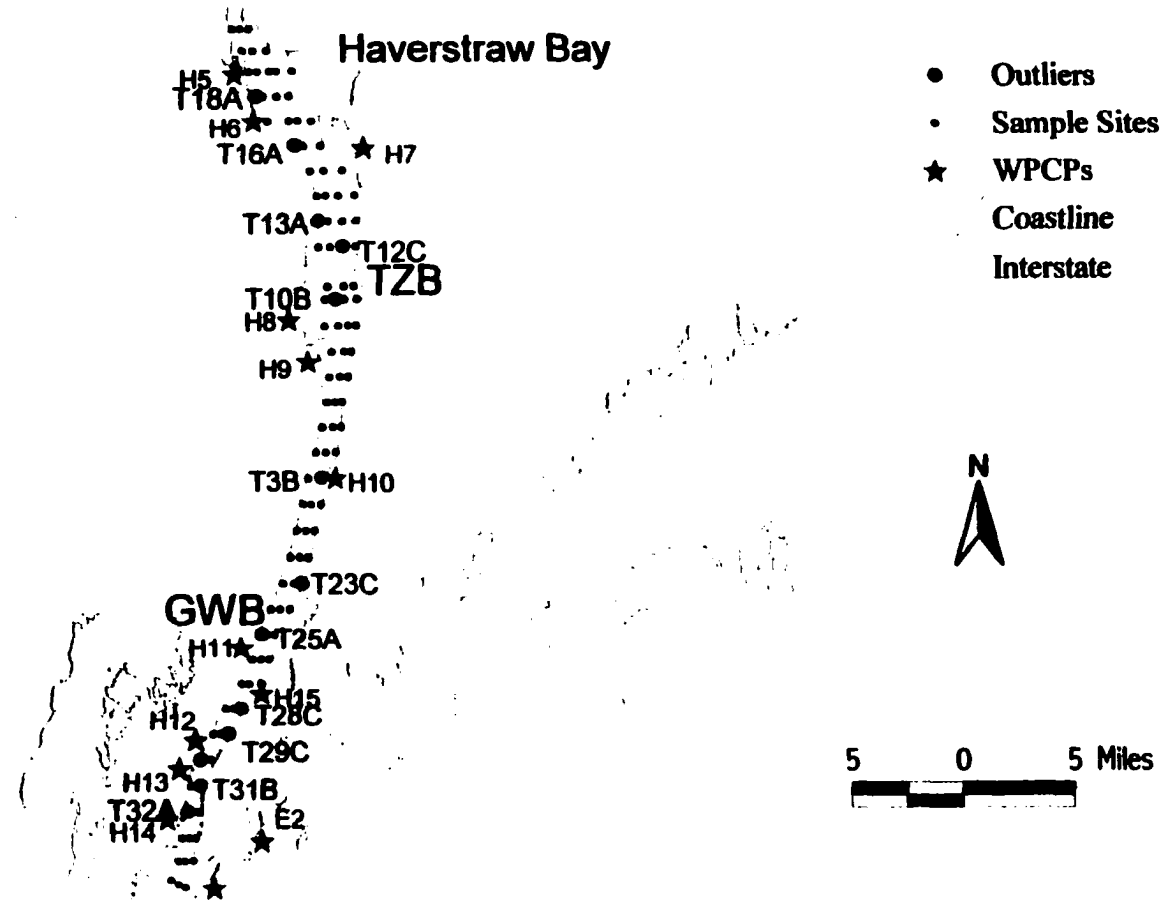 Haverstraw Bay
H5
T18A
H6
T16A
H7
T13A
T12C
TZB
T10B
H8
H9
T3B
H10
T23C
GWB
T25A
H11
H15
T28C
H12
T29C
H13
T31B
T32A
H14
E2
Outliers
Sample Sites
WPCPs
Coastline
Interstate
N
5 0 5 Miles